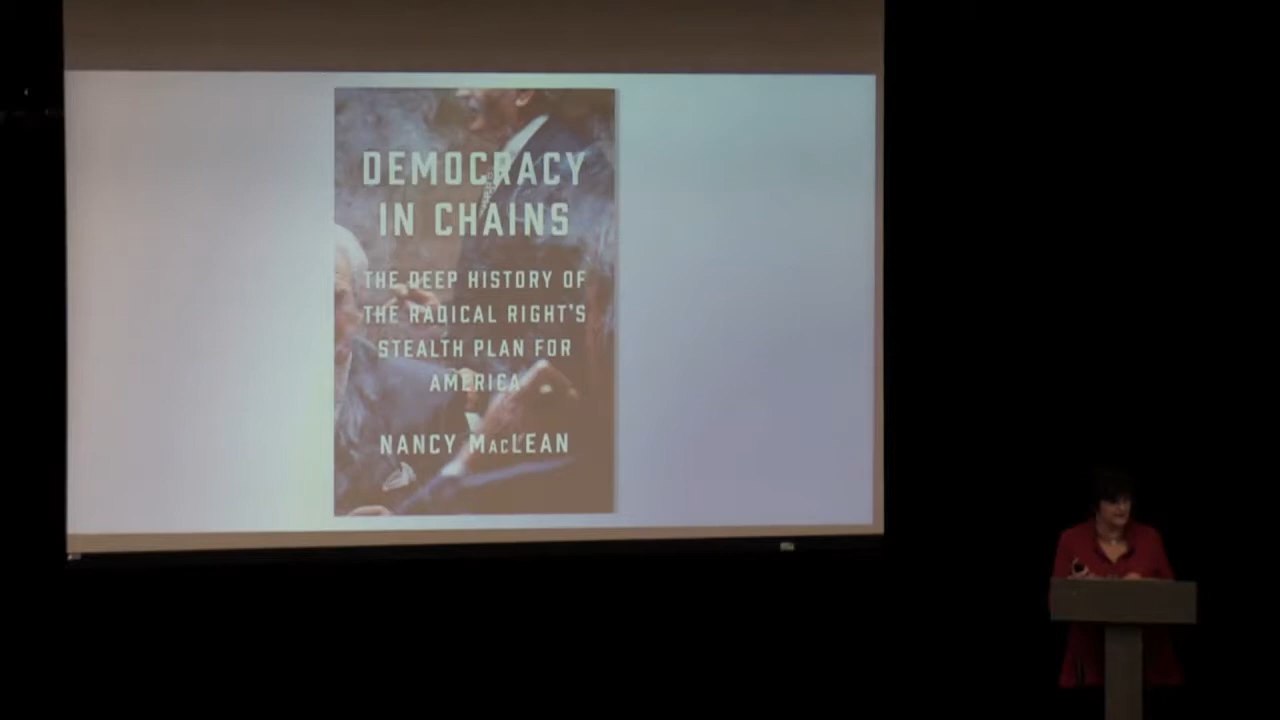 DEMOCRACY
IN CHAINS
THE DEEP HISTORY OF
THE RADICAL RIGHT'S
STEALTH PLAN FOR
AMERICA
NANCY MACLEAN